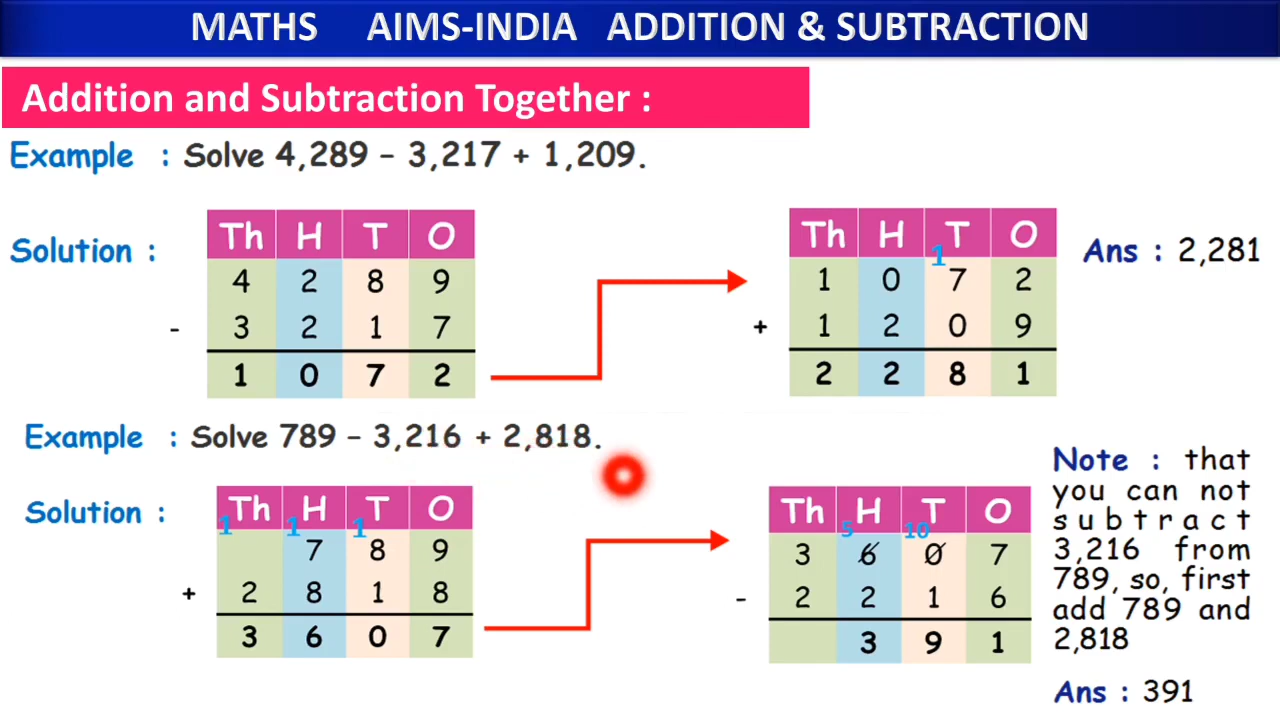 MATHS AIMS-INDIA ADDITION & SUBTRACTION
Addition and Subtraction Together :
Example : Solve 4,289 – 3,217 + 1,209.
Solution :
Th H T O
4 2 8 9
- 3 2 1 7
1 0 7 2
Th H T O
1
1 0 7 2
+ 1 2 0 9
2 2 8 1
Ans : 2,281
Example : Solve 789 – 3,216 + 2,818.
Solution :
Th H T O
1 1 1
7 8 9
+ 2 8 1 8
3 6 0 7
Th H T O
5 10
3 6 0 7
- 2 2 1 6
3 9 1
Note : that
you can not
subtract
3,216 from
789, so, first
add 789 and
2,818
Ans : 391